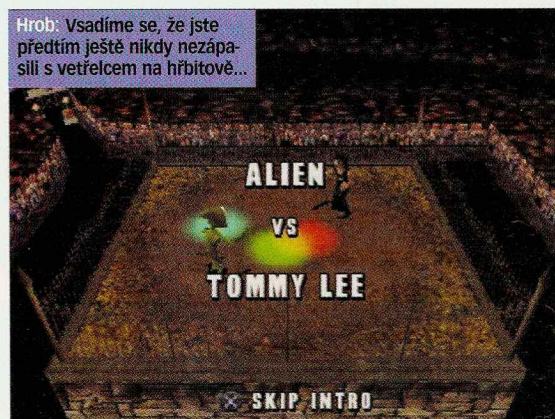 Hrob: Vsadíme se, že jste
předtím ještě nikdy nezápa-
sili s vetřelcem na hřbitově...
ALIEN
VS
TOMMY LEE
SKIP INTRO